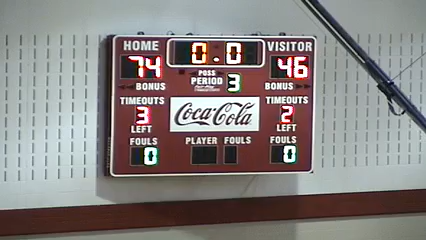 HOME 0.0 VISITOR
74 POSS 46
PERIOD 3
BONUS BONUS
TIMEOUTS TIMEOUTS
3 Coca-Cola 2
LEFT LEFT
FOULS PLAYER FOULS FOULS
0 0